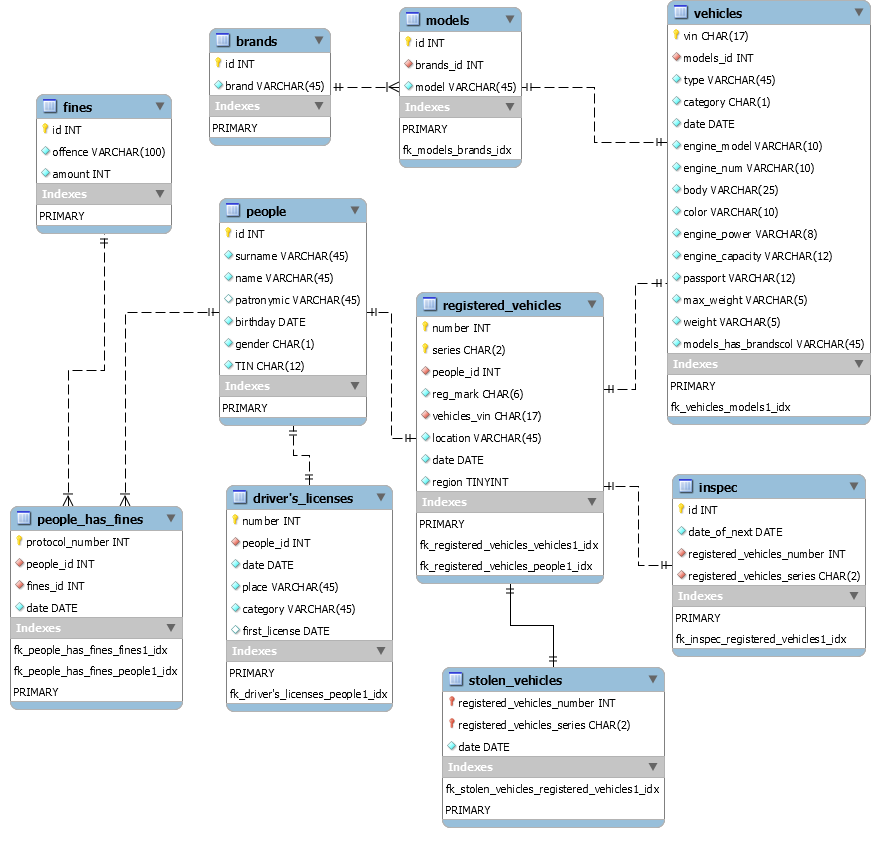 brands
id INT
brand VARCHAR(45)
Indexes
PRIMARY
models
id INT
brands_id INT
model VARCHAR(45)
Indexes
PRIMARY
fk_models_brands_idx
vehicles
vin CHAR(17)
models_id INT
type VARCHAR(45)
category CHAR(1)
date DATE
engine_model VARCHAR(10)
engine_num VARCHAR(10)
body VARCHAR(25)
color VARCHAR(10)
engine_power VARCHAR(8)
engine_capacity VARCHAR(12)
passport VARCHAR(12)
max_weight VARCHAR(5)
weight VARCHAR(5)
models_has_brandscol VARCHAR(45)
Indexes
PRIMARY
fk_vehicles_models1_idx
fines
id INT
offence VARCHAR(100)
amount INT
Indexes
PRIMARY
people
id INT
surname VARCHAR(45)
name VARCHAR(45)
patronymic VARCHAR(45)
birthday DATE
gender CHAR(1)
TIN CHAR(12)
Indexes
PRIMARY
registered_vehicles
number INT
series CHAR(2)
people_id INT
reg_mark CHAR(6)
vehicles_vin CHAR(17)
location VARCHAR(45)
date DATE
region TINYINT
Indexes
PRIMARY
fk_registered_vehicles_vehicles1_idx
fk_registered_vehicles_people1_idx
people_has_fines
protocol_number INT
people_id INT
fines_id INT
date DATE
Indexes
fk_people_has_fines_fines1_idx
fk_people_has_fines_people1_idx
PRIMARY
driver's_licenses
number INT
people_id INT
date DATE
place VARCHAR(45)
category VARCHAR(45)
first_license DATE
Indexes
PRIMARY
fk_driver's_licenses_people1_idx
inspec
id INT
date_of_next DATE
registered_vehicles_number INT
registered_vehicles_series CHAR(2)
Indexes
PRIMARY
fk_inspec_registered_vehicles1_idx
stolen_vehicles
registered_vehicles_number INT
registered_vehicles_series CHAR(2)
date DATE
Indexes
fk_stolen_vehicles_registered_vehicles1_idx
PRIMARY